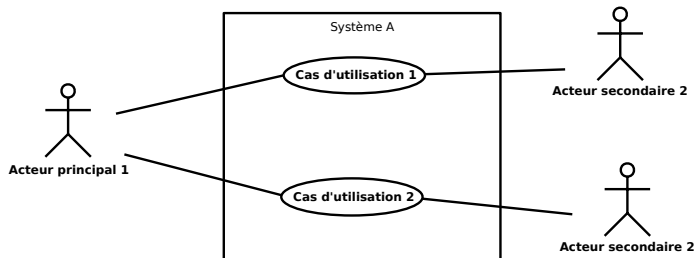 Système A
Cas d'utilisation 1
Acteur secondaire 2
Acteur principal 1
Cas d'utilisation 2
Acteur secondaire 2